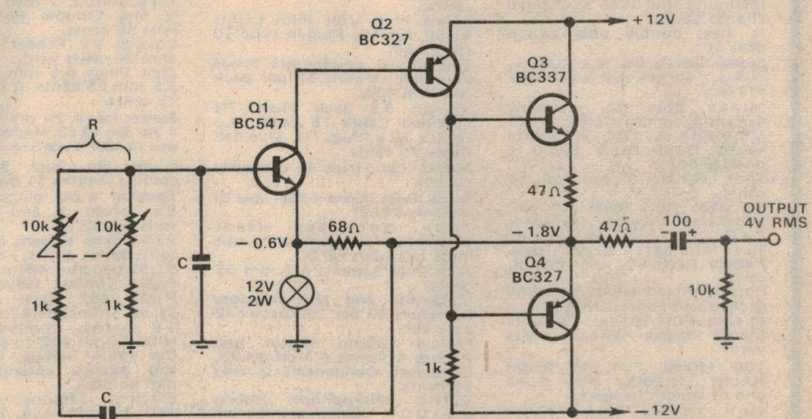 Q2
BC327
+12V
Q3
BC337
Q1
BC547
R
47Ω
10k
10k
- 0.6V
68Ω
- 1.8V
47Ω
100
- +
OUTPUT
4V RMS
C
12V
2W
Q4
BC327
10k
1k
1k
1k
C
-12V